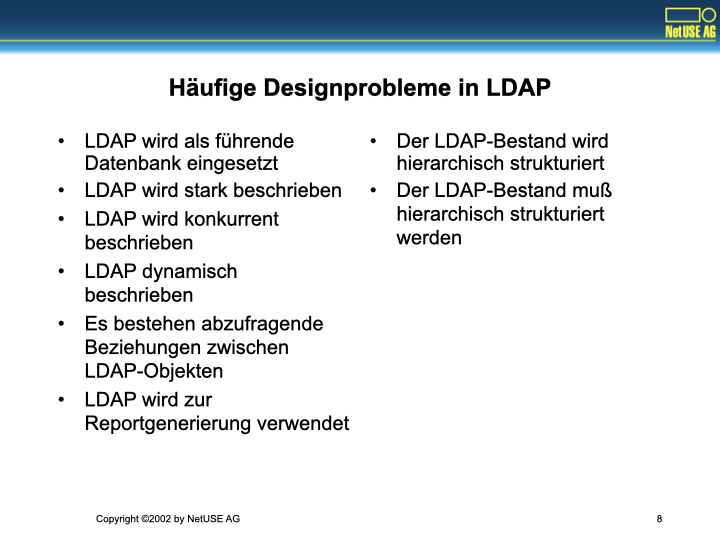 NetUSE AG
Häufige Designprobleme in LDAP
• LDAP wird als führende
Datenbank eingesetzt
• LDAP wird stark beschrieben
• LDAP wird konkurrent
beschrieben
• LDAP dynamisch
beschrieben
• Es bestehen abzufragende
Beziehungen zwischen
LDAP-Objekten
• LDAP wird zur
Reportgenerierung verwendet
• Der LDAP-Bestand wird
hierarchisch strukturiert
• Der LDAP-Bestand muß
hierarchisch strukturiert
werden
Copyright ©2002 by NetUSE AG
8